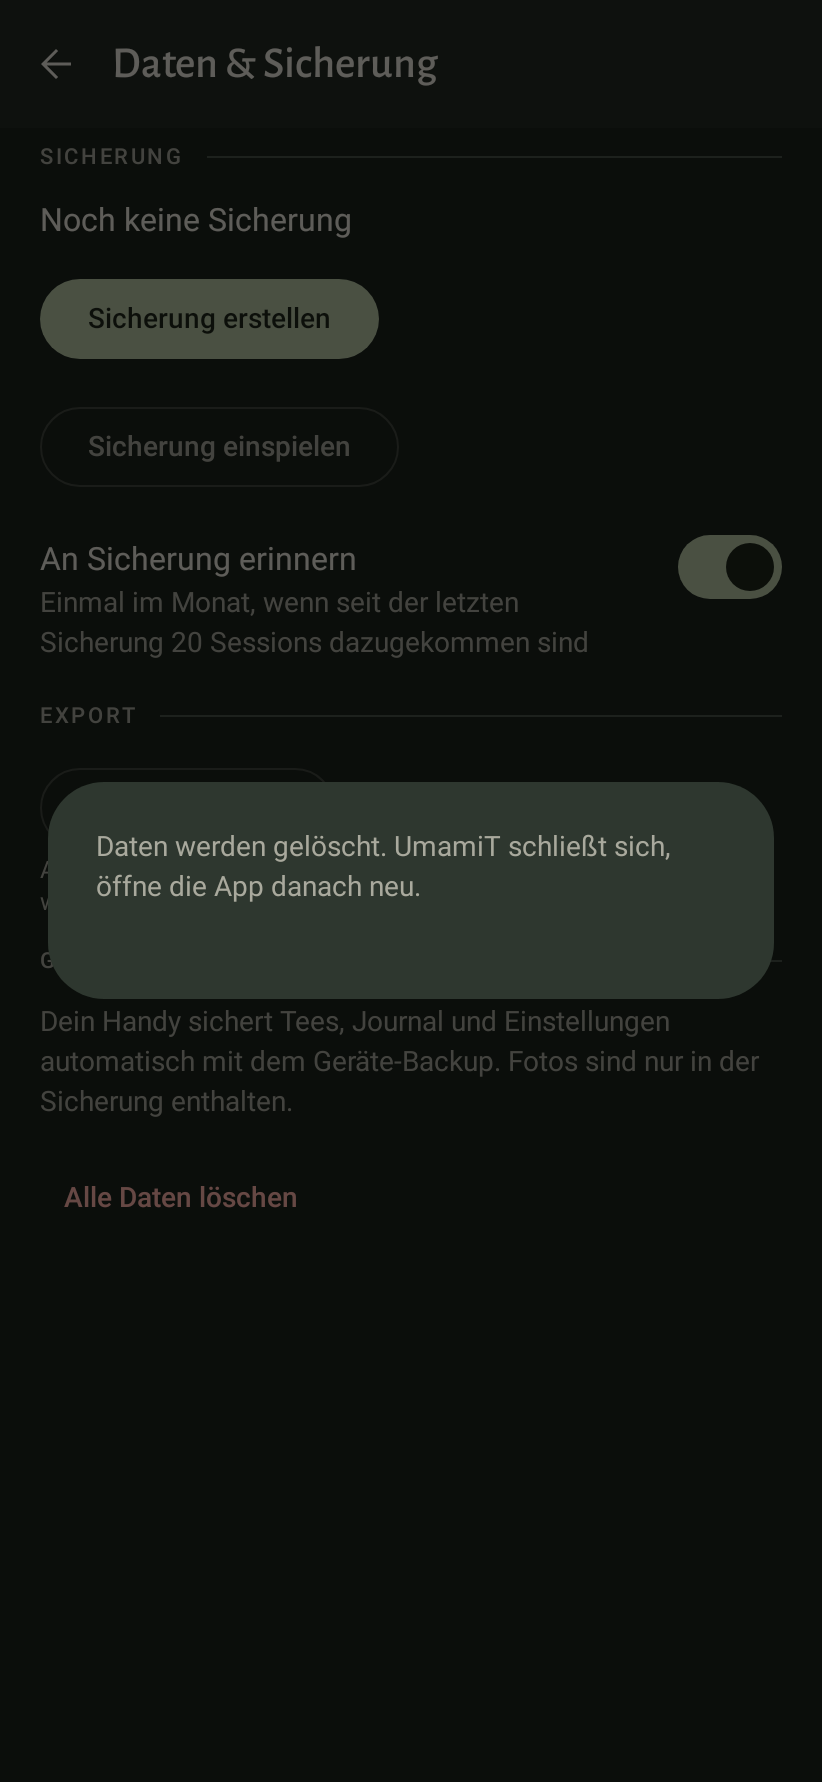 Daten & Sicherung
SICHERUNG
Noch keine Sicherung
Sicherung erstellen
Sicherung einspielen
An Sicherung erinnern
Einmal im Monat, wenn seit der letzten
Sicherung 20 Sessions dazugekommen sind
EXPORT
Daten werden gelöscht. UmamiT schließt sich,
öffne die App danach neu.
Dein Handy sichert Tees, Journal und Einstellungen
automatisch mit dem Geräte-Backup. Fotos sind nur in der
Sicherung enthalten.
Alle Daten löschen